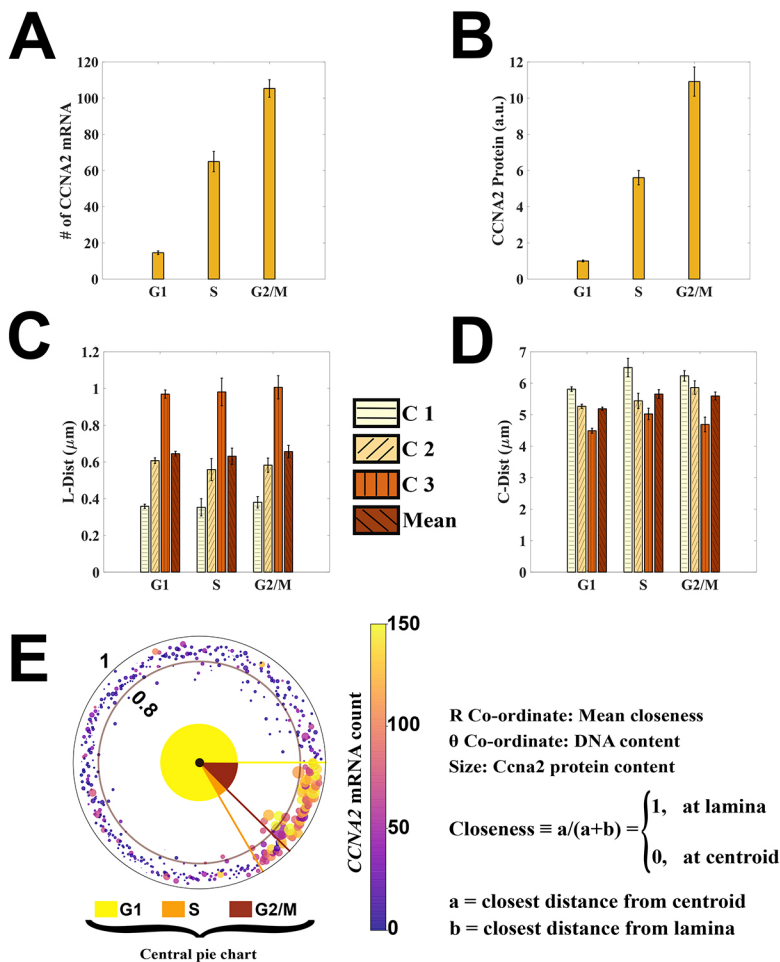 A
# of CCNA2 mRNA
120
100
80
60
40
20
0
G1 S G2/M
B
CCNA2 Protein (a.u.)
12
10
8
6
4
2
0
G1 S G2/M
C
L-Dist (μm)
1.2
1
0.8
0.6
0.4
0.2
0
G1 S G2/M
C 1
C 2
C 3
Mean
D
C-Dist (μm)
7
6
5
4
3
2
1
0
G1 S G2/M
E
1
0.8
G1 S G2/M
Central pie chart
CCNA2 mRNA count
150
100
50
0
R Co-ordinate: Mean closeness
θ Co-ordinate: DNA content
Size: Ccna2 protein content
Closeness ≡ a/(a+b) = { 1, at lamina
0, at centroid
a = closest distance from centroid
b = closest distance from lamina